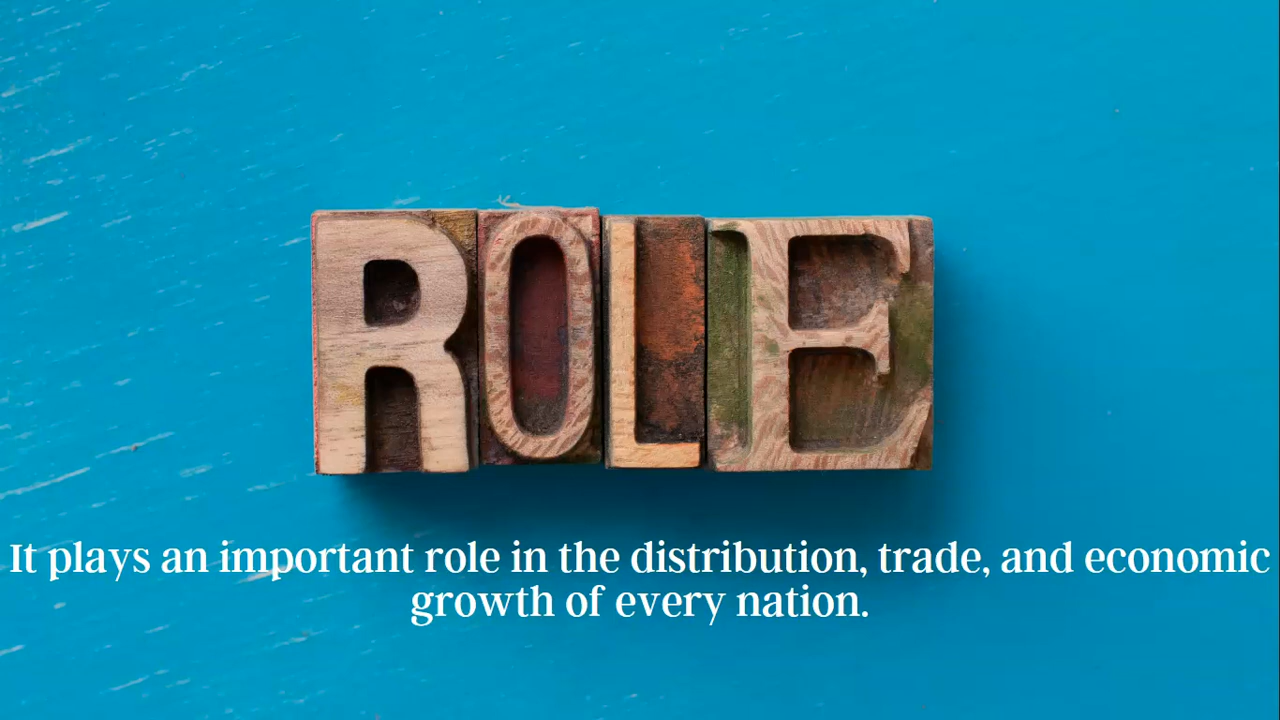 ROLE
It plays an important role in the distribution, trade, and economic
growth of every nation.